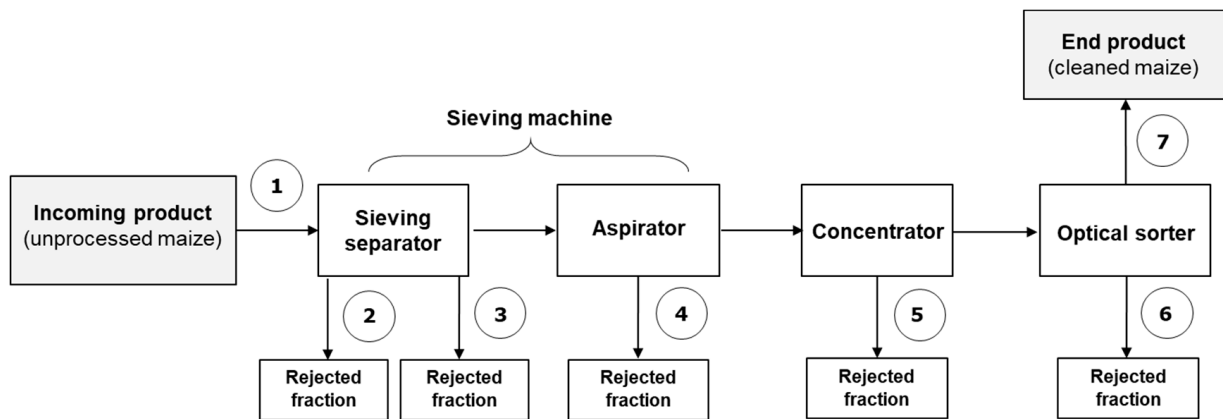 End product
(cleaned maize)
Sieving machine
7
1
Incoming product
(unprocessed maize)
Sieving
separator
Aspirator
Concentrator
Optical sorter
2
3
4
5
6
Rejected
fraction
Rejected
fraction
Rejected
fraction
Rejected
fraction
Rejected
fraction